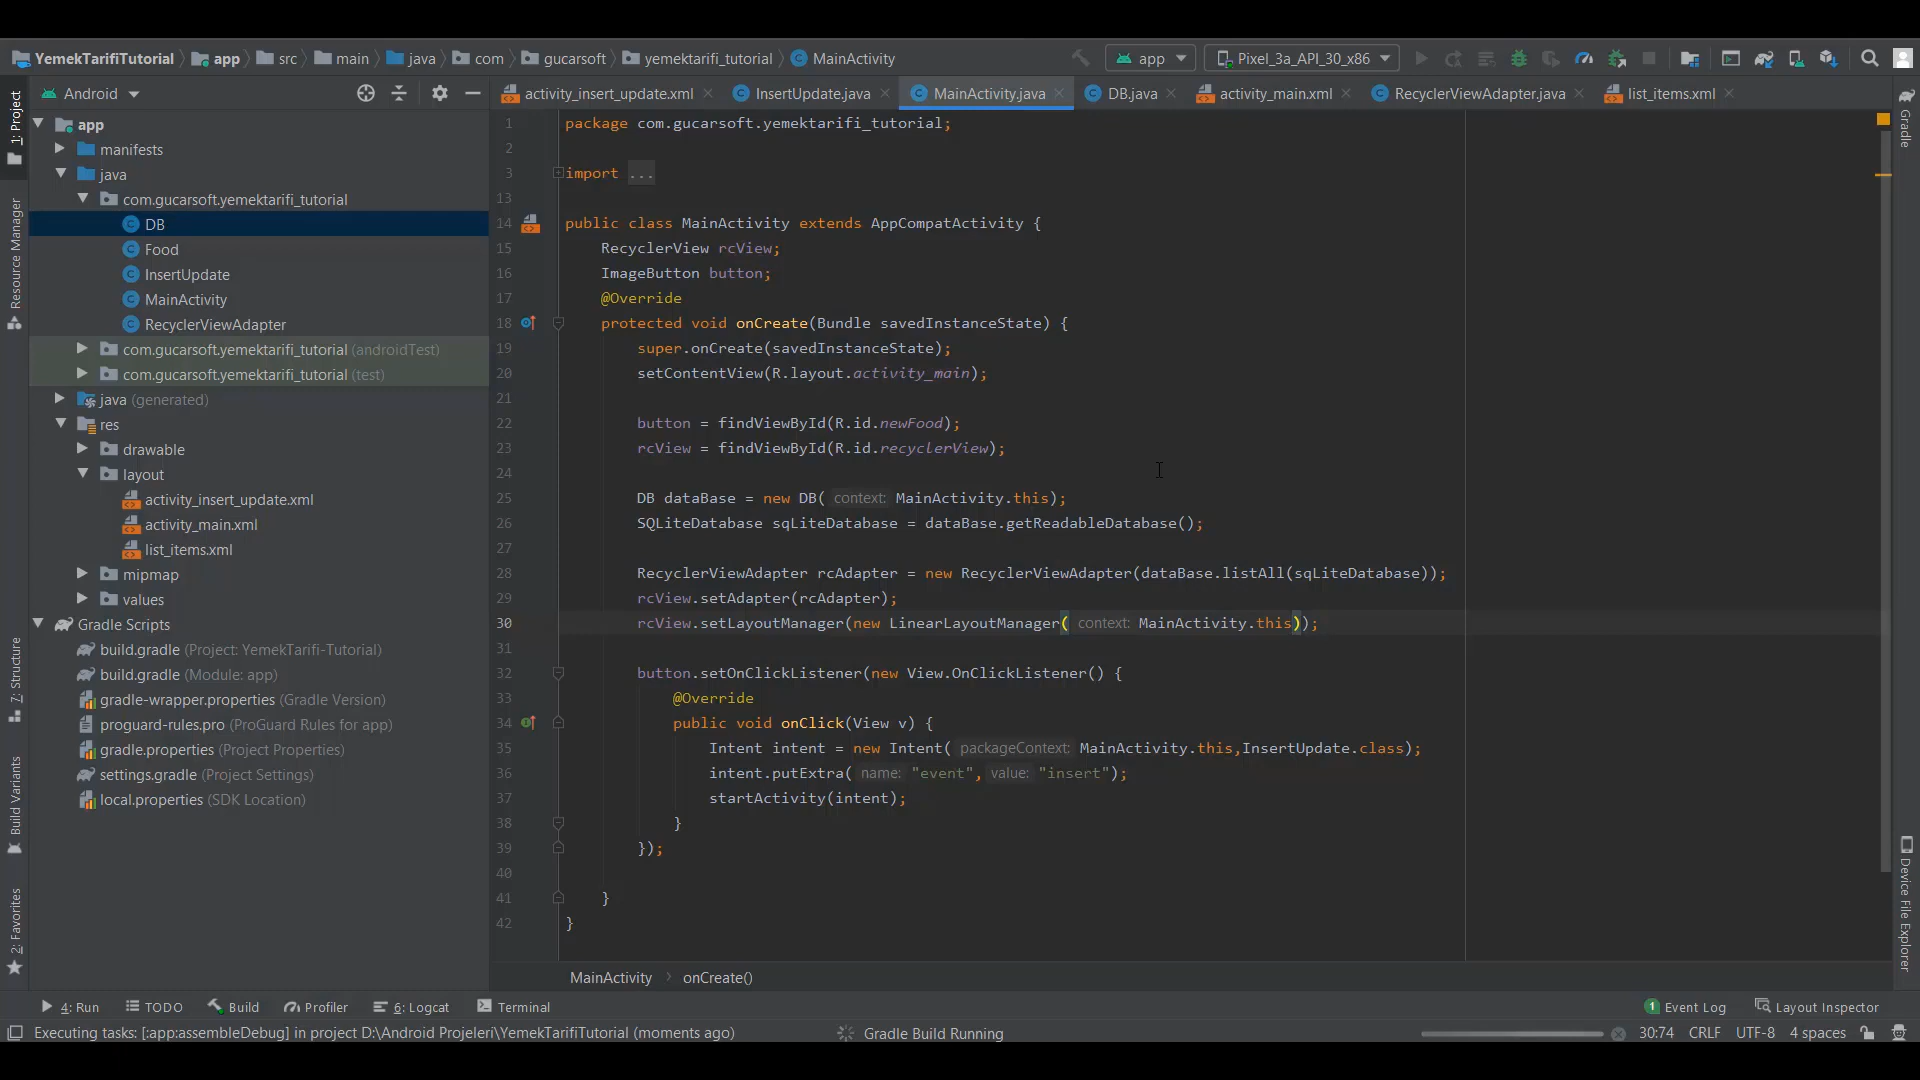 YemekTarifiTutorial app src main java com gucarsoft yemektarifi_tutorial MainActivity app Pixel_3a_API_30_x86
Android activity_insert_update.xml InsertUpdate.java MainActivity.java DB.java activity_main.xml RecyclerViewAdapter.java list_items.xml
1: Project
Resource Manager
7: Structure
Build Variants
2: Favorites
app
manifests
java
com.gucarsoft.yemektarifi_tutorial
DB
Food
InsertUpdate
MainActivity
RecyclerViewAdapter
com.gucarsoft.yemektarifi_tutorial (androidTest)
com.gucarsoft.yemektarifi_tutorial (test)
java (generated)
res
drawable
layout
activity_insert_update.xml
activity_main.xml
list_items.xml
mipmap
values
Gradle Scripts
build.gradle (Project: YemekTarifi-Tutorial)
build.gradle (Module: app)
gradle-wrapper.properties (Gradle Version)
proguard-rules.pro (ProGuard Rules for app)
gradle.properties (Project Properties)
settings.gradle (Project Settings)
local.properties (SDK Location)
1 package com.gucarsoft.yemektarifi_tutorial;
2
3 import ...
13
14 public class MainActivity extends AppCompatActivity {
15 RecyclerView rcView;
16 ImageButton button;
17 @Override
18 protected void onCreate(Bundle savedInstanceState) {
19 super.onCreate(savedInstanceState);
20 setContentView(R.layout.activity_main);
21
22 button = findViewById(R.id.newFood);
23 rcView = findViewById(R.id.recyclerView);
24
25 DB dataBase = new DB( context: MainActivity.this);
26 SQLiteDatabase sqLiteDatabase = dataBase.getReadableDatabase();
27
28 RecyclerViewAdapter rcAdapter = new RecyclerViewAdapter(dataBase.listAll(sqLiteDatabase));
29 rcView.setAdapter(rcAdapter);
30 rcView.setLayoutManager(new LinearLayoutManager( context: MainActivity.this));
31
32 button.setOnClickListener(new View.OnClickListener() {
33 @Override
34 public void onClick(View v) {
35 Intent intent = new Intent( packageContext: MainActivity.this,InsertUpdate.class);
36 intent.putExtra( name: "event", value: "insert");
37 startActivity(intent);
38 }
39 });
40
41 }
42 }
Gradle
Device File Explorer
MainActivity onCreate()
4: Run TODO Build Profiler 6: Logcat Terminal 1 Event Log Layout Inspector
Executing tasks: [:app:assembleDebug] in project D:\Android Projeleri\YemekTarifiTutorial (moments ago) Gradle Build Running 30:74 CRLF UTF-8 4 spaces